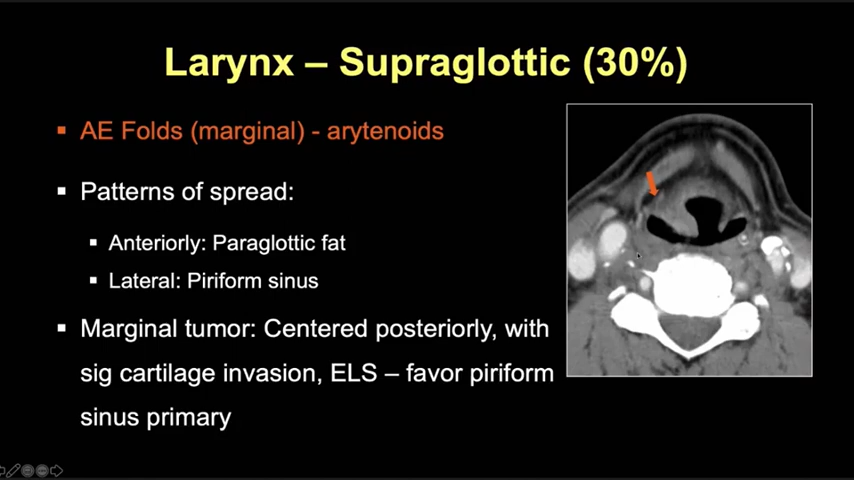 Larynx – Supraglottic (30%)
AE Folds (marginal) - arytenoids
Patterns of spread:
Anteriorly: Paraglottic fat
Lateral: Piriform sinus
Marginal tumor: Centered posteriorly, with
sig cartilage invasion, ELS – favor piriform
sinus primary